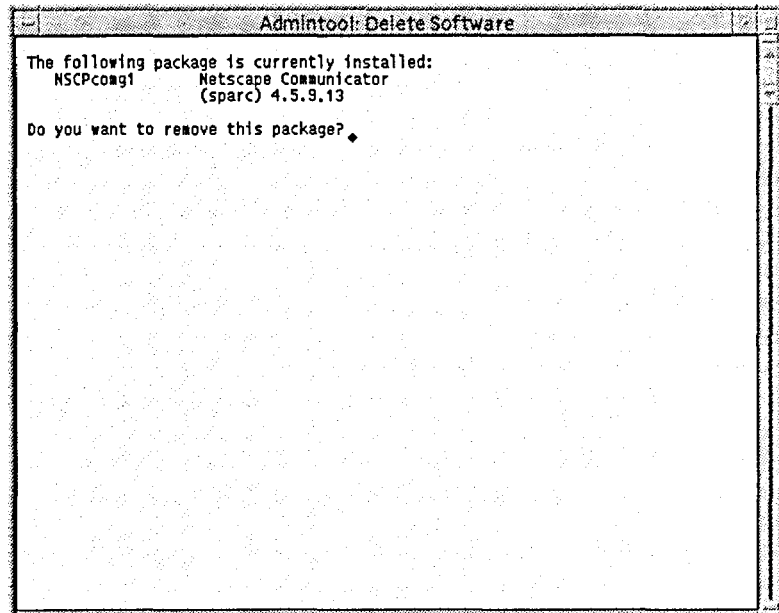 Admintool: Delete Software
The following package is currently installed:
NSCPcomg1 Netscape Communicator
(sparc) 4.5.9.13
Do you want to remove this package?